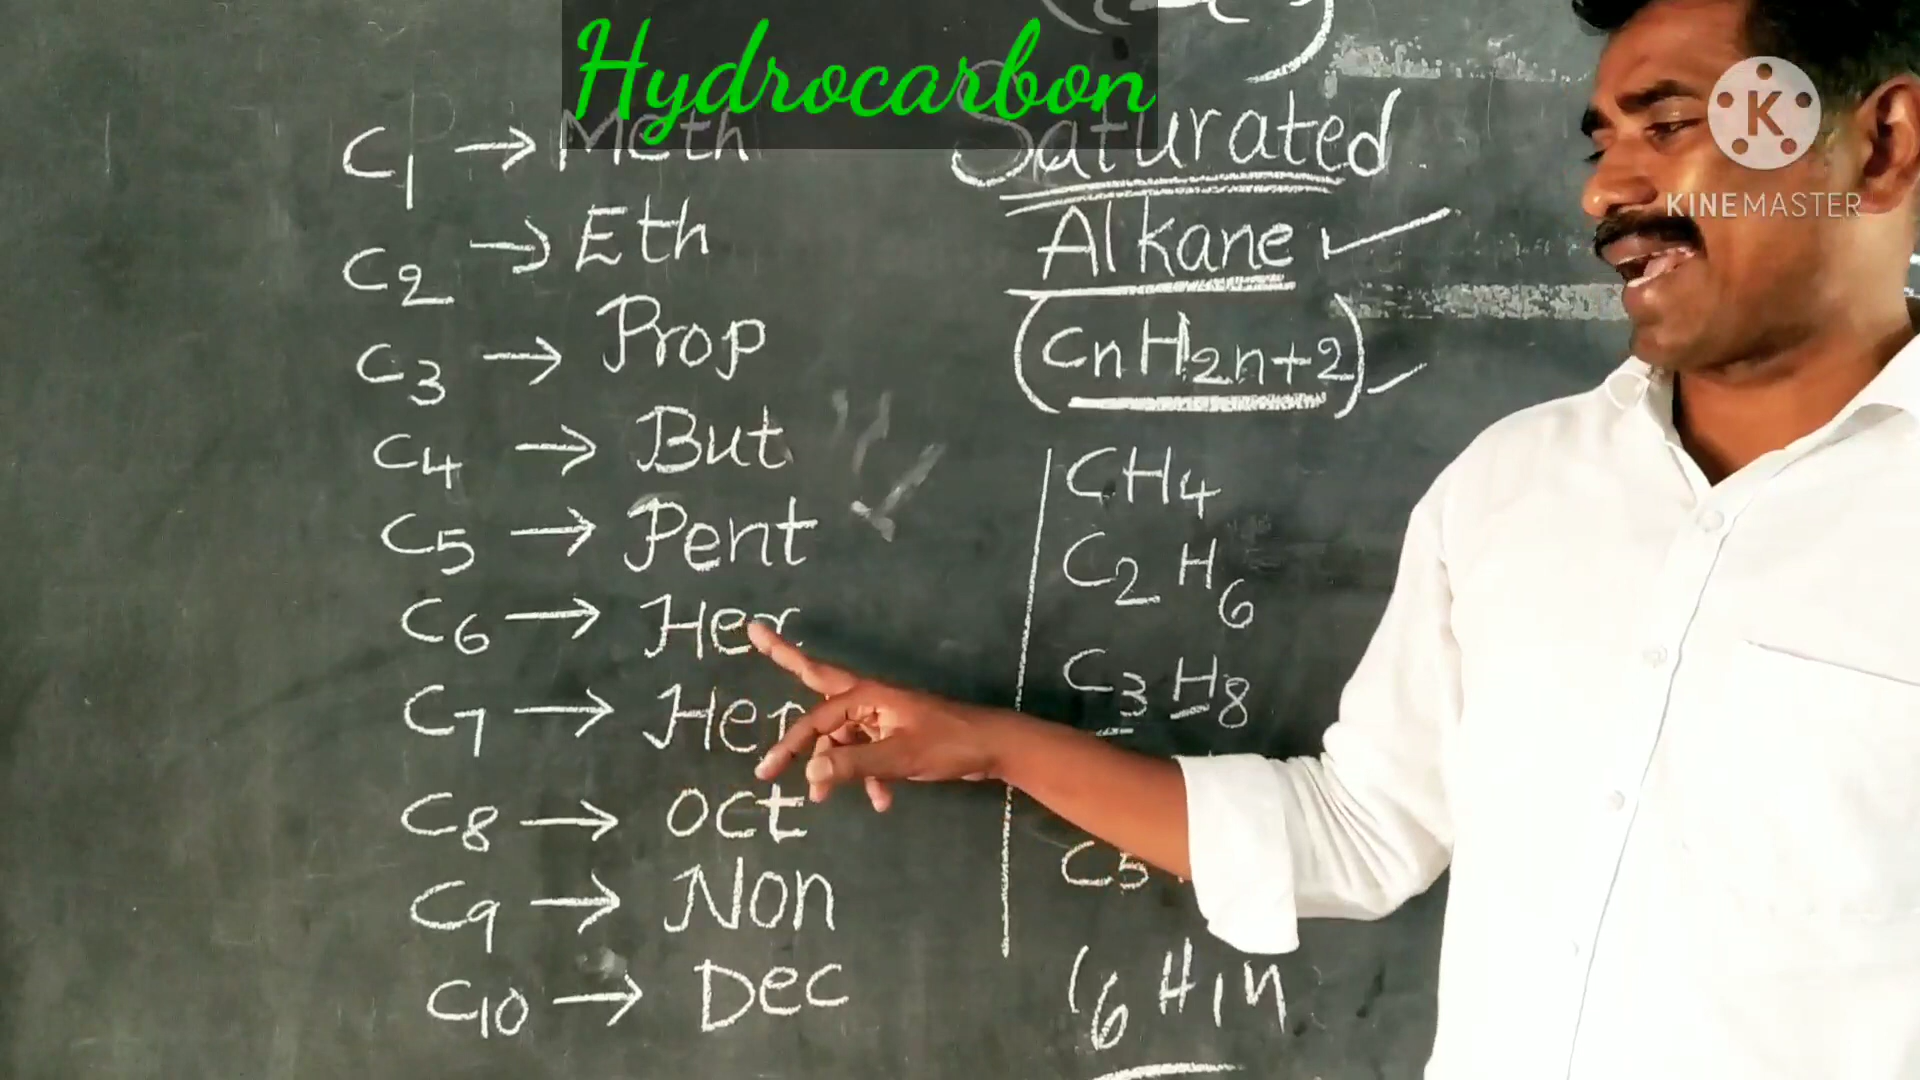 Hydrocarbon
C1 → Meth
C2 → Eth
C3 → Prop
C4 → But
C5 → Pent
C6 → Hex
C7 →
C8 → Oct
C9 → Non
C10 → Dec
Saturated
Alkane ✓
(CnH2n+2) ✓
CH4
C2H6
C3H8
C5
C6H14
K
KINEMASTER